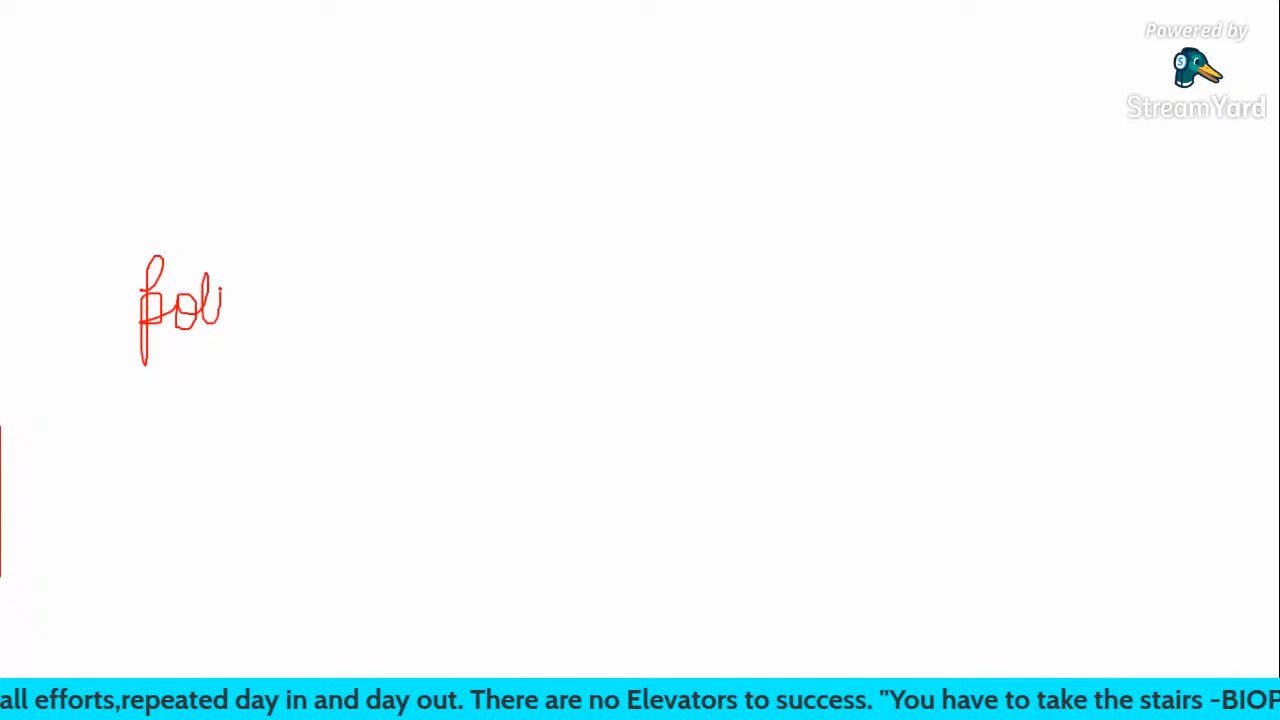 Powered by
StreamYard
pol
all efforts,repeated day in and day out. There are no Elevators to success. "You have to take the stairs -BIOP